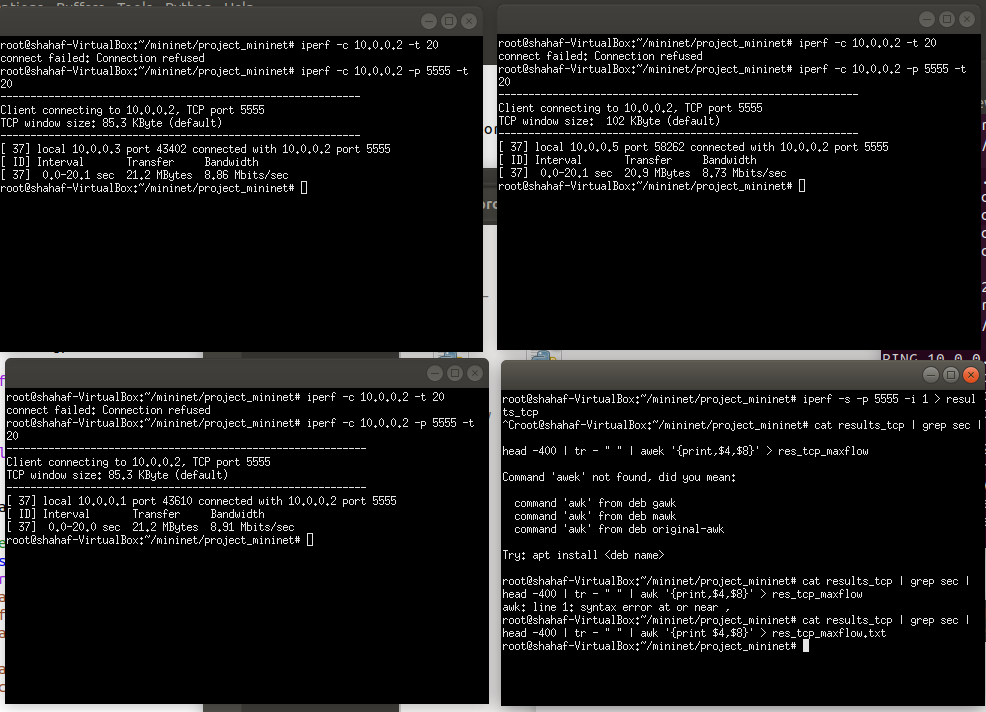 root@shahaf-VirtualBox:~/mininet/project_mininet# iperf -c 10.0.0.2 -t 20
connect failed: Connection refused
root@shahaf-VirtualBox:~/mininet/project_mininet# iperf -c 10.0.0.2 -p 5555 -t
20
------------------------------------------------------------
Client connecting to 10.0.0.2, TCP port 5555
TCP window size: 85.3 KByte (default)
------------------------------------------------------------
[ 37] local 10.0.0.3 port 43402 connected with 10.0.0.2 port 5555
[ ID] Interval       Transfer     Bandwidth
[ 37]  0.0-20.1 sec  21.2 MBytes  8.86 Mbits/sec
root@shahaf-VirtualBox:~/mininet/project_mininet#
root@shahaf-VirtualBox:~/mininet/project_mininet# iperf -c 10.0.0.2 -t 20
connect failed: Connection refused
root@shahaf-VirtualBox:~/mininet/project_mininet# iperf -c 10.0.0.2 -p 5555 -t
20
------------------------------------------------------------
Client connecting to 10.0.0.2, TCP port 5555
TCP window size:  102 KByte (default)
------------------------------------------------------------
[ 37] local 10.0.0.5 port 58262 connected with 10.0.0.2 port 5555
[ ID] Interval       Transfer     Bandwidth
[ 37]  0.0-20.1 sec  20.9 MBytes  8.73 Mbits/sec
root@shahaf-VirtualBox:~/mininet/project_mininet#
PING 10.0.0
root@shahaf-VirtualBox:~/mininet/project_mininet# iperf -c 10.0.0.2 -t 20
connect failed: Connection refused
root@shahaf-VirtualBox:~/mininet/project_mininet# iperf -c 10.0.0.2 -p 5555 -t
20
------------------------------------------------------------
Client connecting to 10.0.0.2, TCP port 5555
TCP window size: 85.3 KByte (default)
------------------------------------------------------------
[ 37] local 10.0.0.1 port 43610 connected with 10.0.0.2 port 5555
[ ID] Interval       Transfer     Bandwidth
[ 37]  0.0-20.0 sec  21.2 MBytes  8.91 Mbits/sec
root@shahaf-VirtualBox:~/mininet/project_mininet#
root@shahaf-VirtualBox:~/mininet/project_mininet# iperf -s -p 5555 -i 1 > resul
ts_tcp
^Croot@shahaf-VirtualBox:~/mininet/project_mininet# cat results_tcp | grep sec |
head -400 | tr - " " | awek '{print,$4,$8}' > res_tcp_maxflow
Command 'awek' not found, did you mean:
command 'awk' from deb gawk
command 'awk' from deb mawk
command 'awk' from deb original-awk
Try: apt install <deb name>
root@shahaf-VirtualBox:~/mininet/project_mininet# cat results_tcp | grep sec |
head -400 | tr - " " | awk '{print,$4,$8}' > res_tcp_maxflow
awk: line 1: syntax error at or near ,
root@shahaf-VirtualBox:~/mininet/project_mininet# cat results_tcp | grep sec |
head -400 | tr - " " | awk '{print $4,$8}' > res_tcp_maxflow.txt
root@shahaf-VirtualBox:~/mininet/project_mininet#